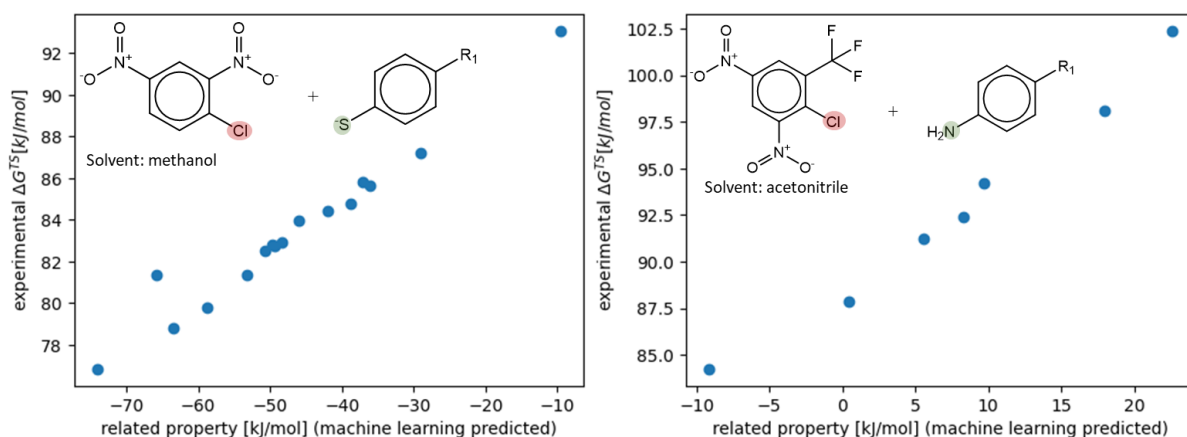 92
90
88
86
84
82
80
78
experimental ΔG^TS[kJ/mol]
O
N⁺
⁻O
O
N⁺
O⁻
Cl
+
⁻S
R₁
Solvent: methanol
−70 −60 −50 −40 −30 −20 −10
related property [kJ/mol] (machine learning predicted)
102.5
100.0
97.5
95.0
92.5
90.0
87.5
85.0
experimental ΔG^TS[kJ/mol]
O
N⁺
⁻O
F
F
F
Cl
N⁺
O
O⁻
+
H₂N
R₁
Solvent: acetonitrile
−10 −5 0 5 10 15 20
related property [kJ/mol] (machine learning predicted)